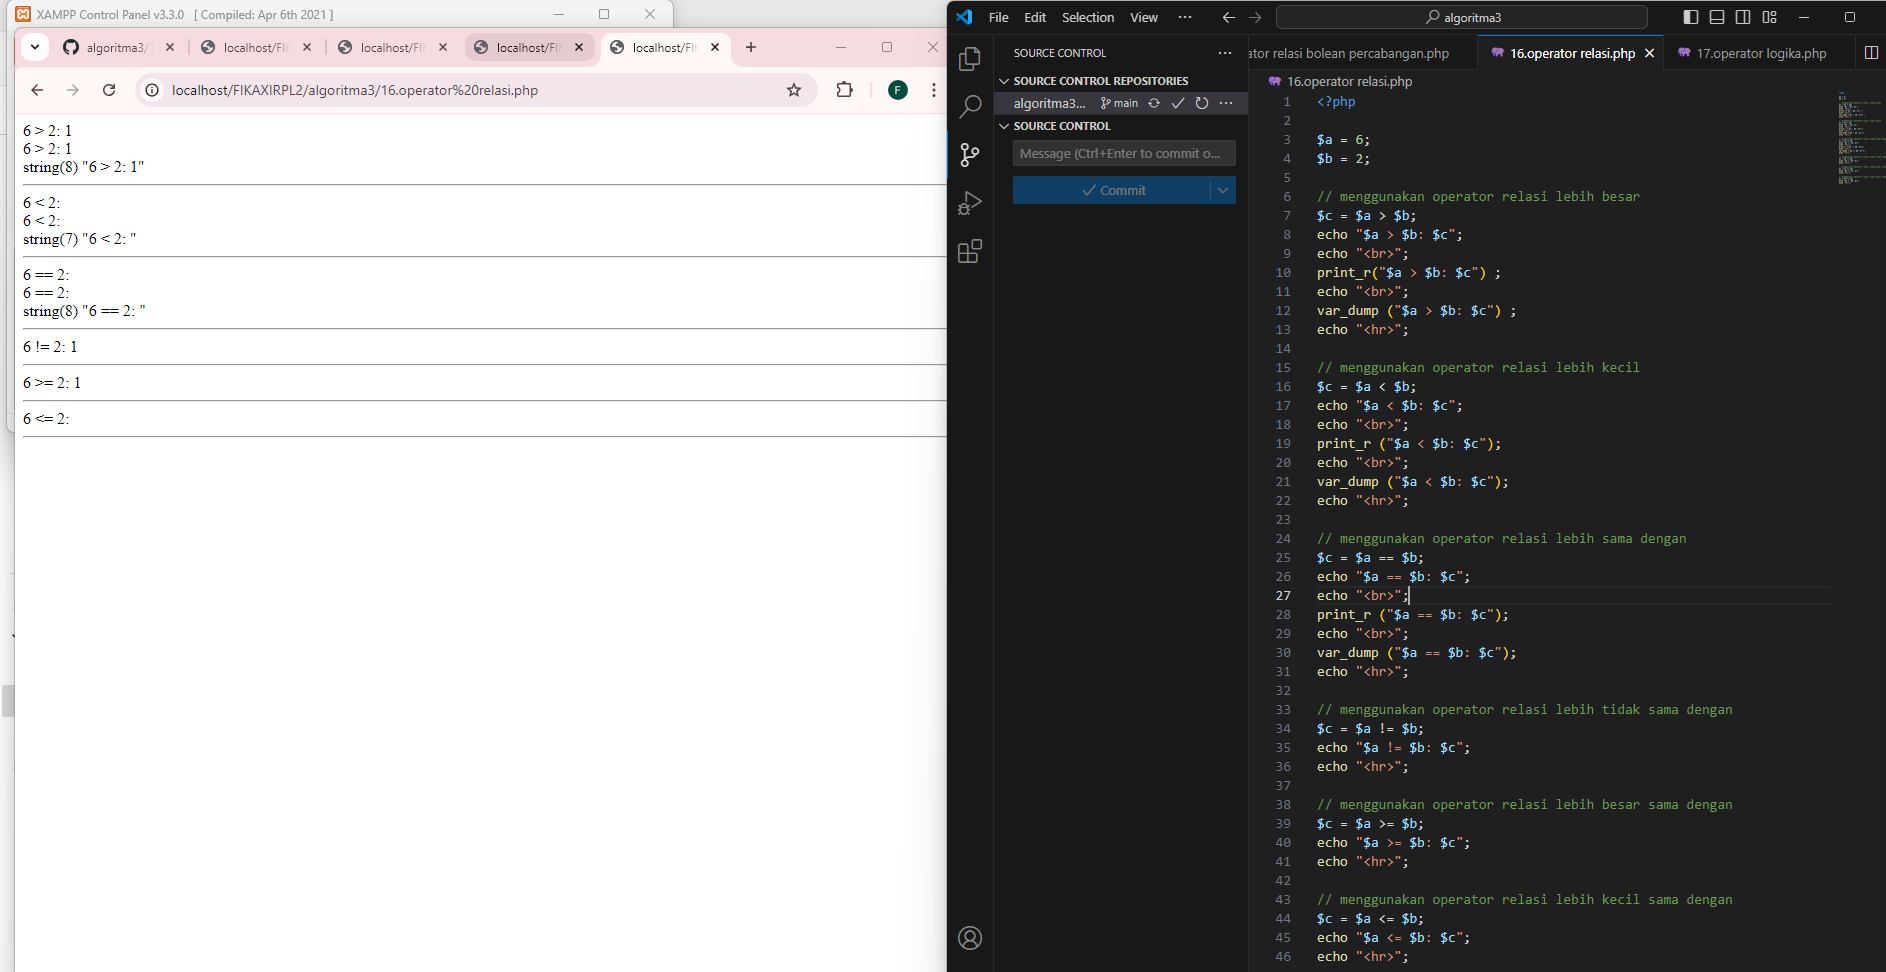 XAMPP Control Panel v3.3.0 [ Compiled: Apr 6th 2021 ]
algoritma3/
localhost/FI
localhost/FI
localhost/FI
localhost/FI
localhost/FIKAXIRPL2/algoritma3/16.operator%20relasi.php
F
6 > 2: 1
6 > 2: 1
string(8) "6 > 2: 1"
6 < 2:
6 < 2:
string(7) "6 < 2: "
6 == 2:
6 == 2:
string(8) "6 == 2: "
6 != 2: 1
6 >= 2: 1
6 <= 2:
File Edit Selection View ···
algoritma3
SOURCE CONTROL
SOURCE CONTROL REPOSITORIES
algoritma3... main
SOURCE CONTROL
Message (Ctrl+Enter to commit o...
Commit
ator relasi bolean percabangan.php
16.operator relasi.php
17.operator logika.php
16.operator relasi.php
1 <?php
2
3 $a = 6;
4 $b = 2;
5
6 // menggunakan operator relasi lebih besar
7 $c = $a > $b;
8 echo "$a > $b: $c";
9 echo "<br>";
10 print_r("$a > $b: $c") ;
11 echo "<br>";
12 var_dump ("$a > $b: $c") ;
13 echo "<hr>";
14
15 // menggunakan operator relasi lebih kecil
16 $c = $a < $b;
17 echo "$a < $b: $c";
18 echo "<br>";
19 print_r ("$a < $b: $c");
20 echo "<br>";
21 var_dump ("$a < $b: $c");
22 echo "<hr>";
23
24 // menggunakan operator relasi lebih sama dengan
25 $c = $a == $b;
26 echo "$a == $b: $c";
27 echo "<br>";
28 print_r ("$a == $b: $c");
29 echo "<br>";
30 var_dump ("$a == $b: $c");
31 echo "<hr>";
32
33 // menggunakan operator relasi lebih tidak sama dengan
34 $c = $a != $b;
35 echo "$a != $b: $c";
36 echo "<hr>";
37
38 // menggunakan operator relasi lebih besar sama dengan
39 $c = $a >= $b;
40 echo "$a >= $b: $c";
41 echo "<hr>";
42
43 // menggunakan operator relasi lebih kecil sama dengan
44 $c = $a <= $b;
45 echo "$a <= $b: $c";
46 echo "<hr>";